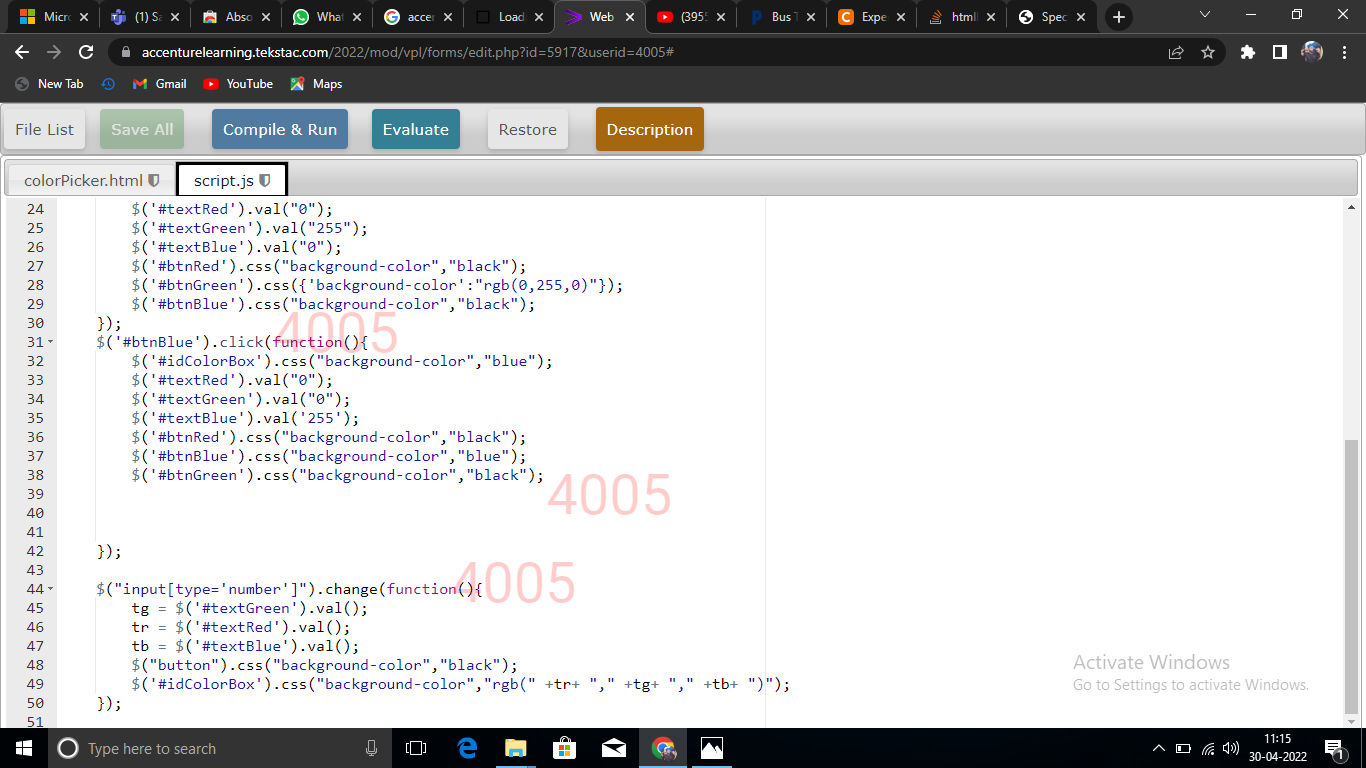 Micro
(1) Sa
Abso
What
accer
Loadi
Web
(3955
Bus T
Expe
htmll
Spec
accenturelearning.tekstac.com/2022/mod/vpl/forms/edit.php?id=5917&userid=4005#
New Tab
Gmail
YouTube
Maps
File List
Save All
Compile & Run
Evaluate
Restore
Description
colorPicker.html
script.js
24 $('#textRed').val("0");
25 $('#textGreen').val("255");
26 $('#textBlue').val("0");
27 $('#btnRed').css("background-color","black");
28 $('#btnGreen').css({'background-color':"rgb(0,255,0)"});
29 $('#btnBlue').css("background-color","black");
30 });
4005
31 $('#btnBlue').click(function(){
32 $('#idColorBox').css("background-color","blue");
33 $('#textRed').val("0");
34 $('#textGreen').val("0");
35 $('#textBlue').val('255');
36 $('#btnRed').css("background-color","black");
37 $('#btnBlue').css("background-color","blue");
38 $('#btnGreen').css("background-color","black");
39
4005
40
41
42 });
43
4005
44 $("input[type='number']").change(function(){
45 tg = $('#textGreen').val();
46 tr = $('#textRed').val();
47 tb = $('#textBlue').val();
48 $("button").css("background-color","black");
49 $('#idColorBox').css("background-color","rgb(" +tr+ "," +tg+ "," +tb+ ")");
50 });
51
Activate Windows
Go to Settings to activate Windows.
Type here to search
11:15
30-04-2022
1